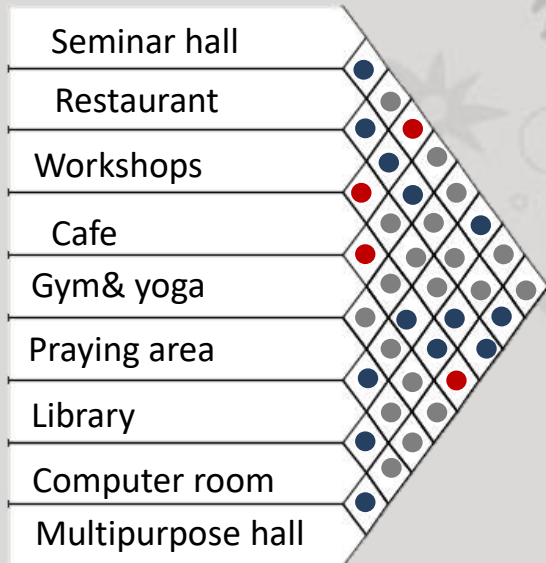 Seminar hall
Restaurant
Workshops
Cafe
Gym& yoga
Praying area
Library
Computer room
Multipurpose hall